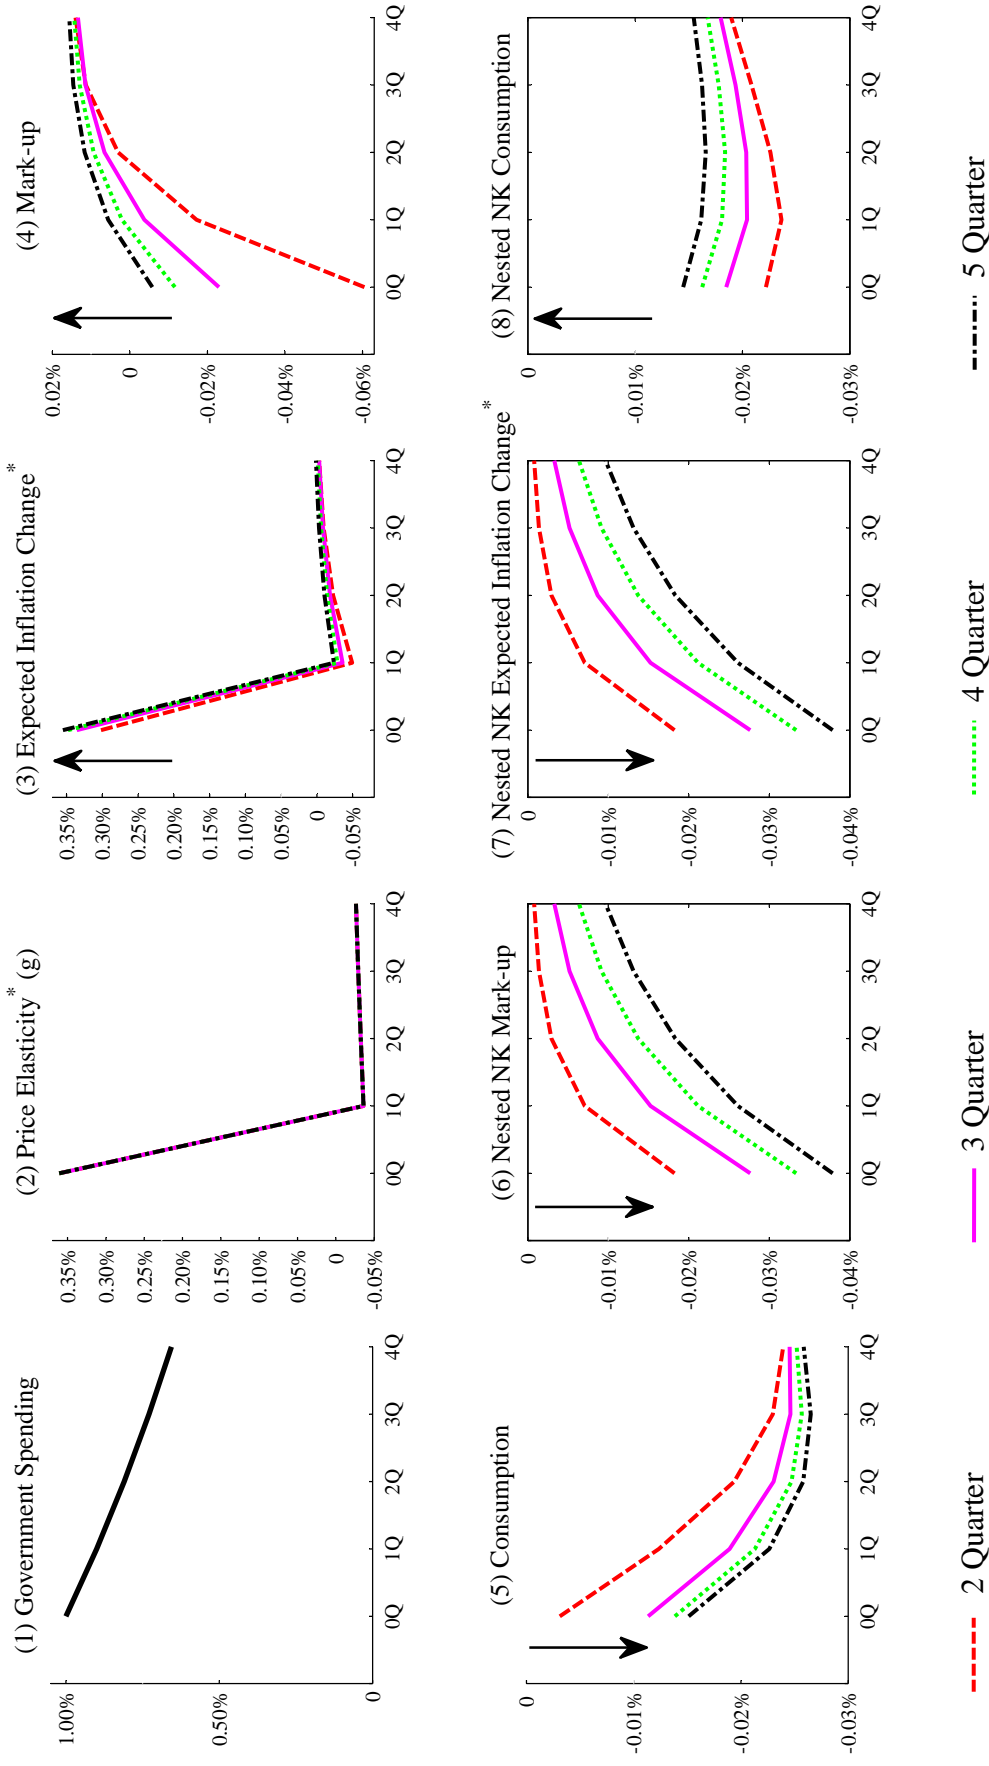 (1) Government Spending
1.00%
0.50%
0
0Q 1Q 2Q 3Q 4Q
(2) Price Elasticity* (g)
0.35%
0.30%
0.25%
0.20%
0.15%
0.10%
0.05%
0
-0.05%
0Q 1Q 2Q 3Q 4Q
(3) Expected Inflation Change*
0.35%
0.30%
0.25%
0.20%
0.15%
0.10%
0.05%
0
-0.05%
0Q 1Q 2Q 3Q 4Q
(4) Mark-up
0.02%
0
-0.02%
-0.04%
-0.06%
0Q 1Q 2Q 3Q 4Q
(5) Consumption
0
-0.01%
-0.02%
-0.03%
0Q 1Q 2Q 3Q 4Q
(6) Nested NK Mark-up
0
-0.01%
-0.02%
-0.03%
-0.04%
0Q 1Q 2Q 3Q 4Q
(7) Nested NK Expected Inflation Change*
0
-0.01%
-0.02%
-0.03%
-0.04%
0Q 1Q 2Q 3Q 4Q
(8) Nested NK Consumption
0
-0.01%
-0.02%
-0.03%
0Q 1Q 2Q 3Q 4Q
2 Quarter
3 Quarter
4 Quarter
5 Quarter